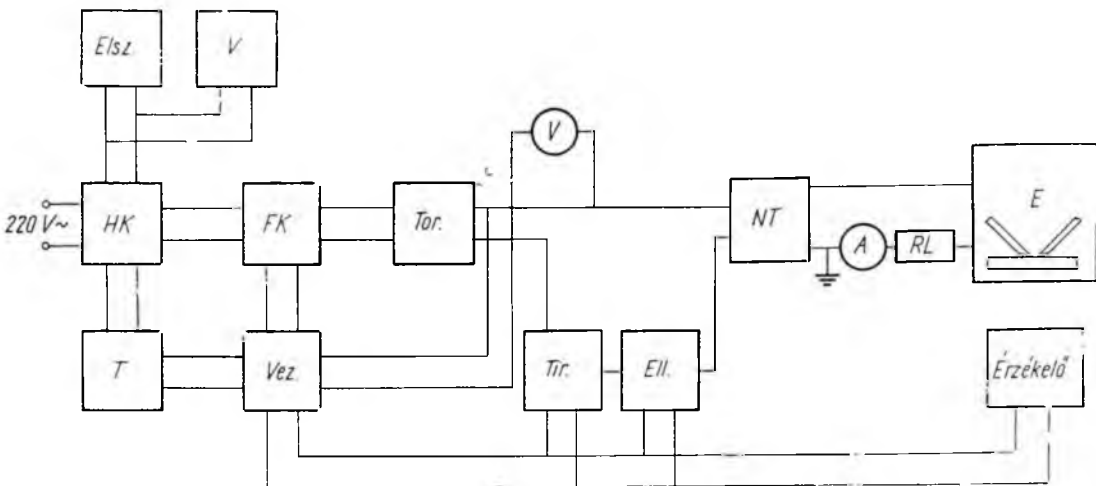 Elsz.
V.
V
220 V~
HK
FK
Tor.
NT
A
RL
E
T
Vez.
Tir.
Ell.
Érzékelő